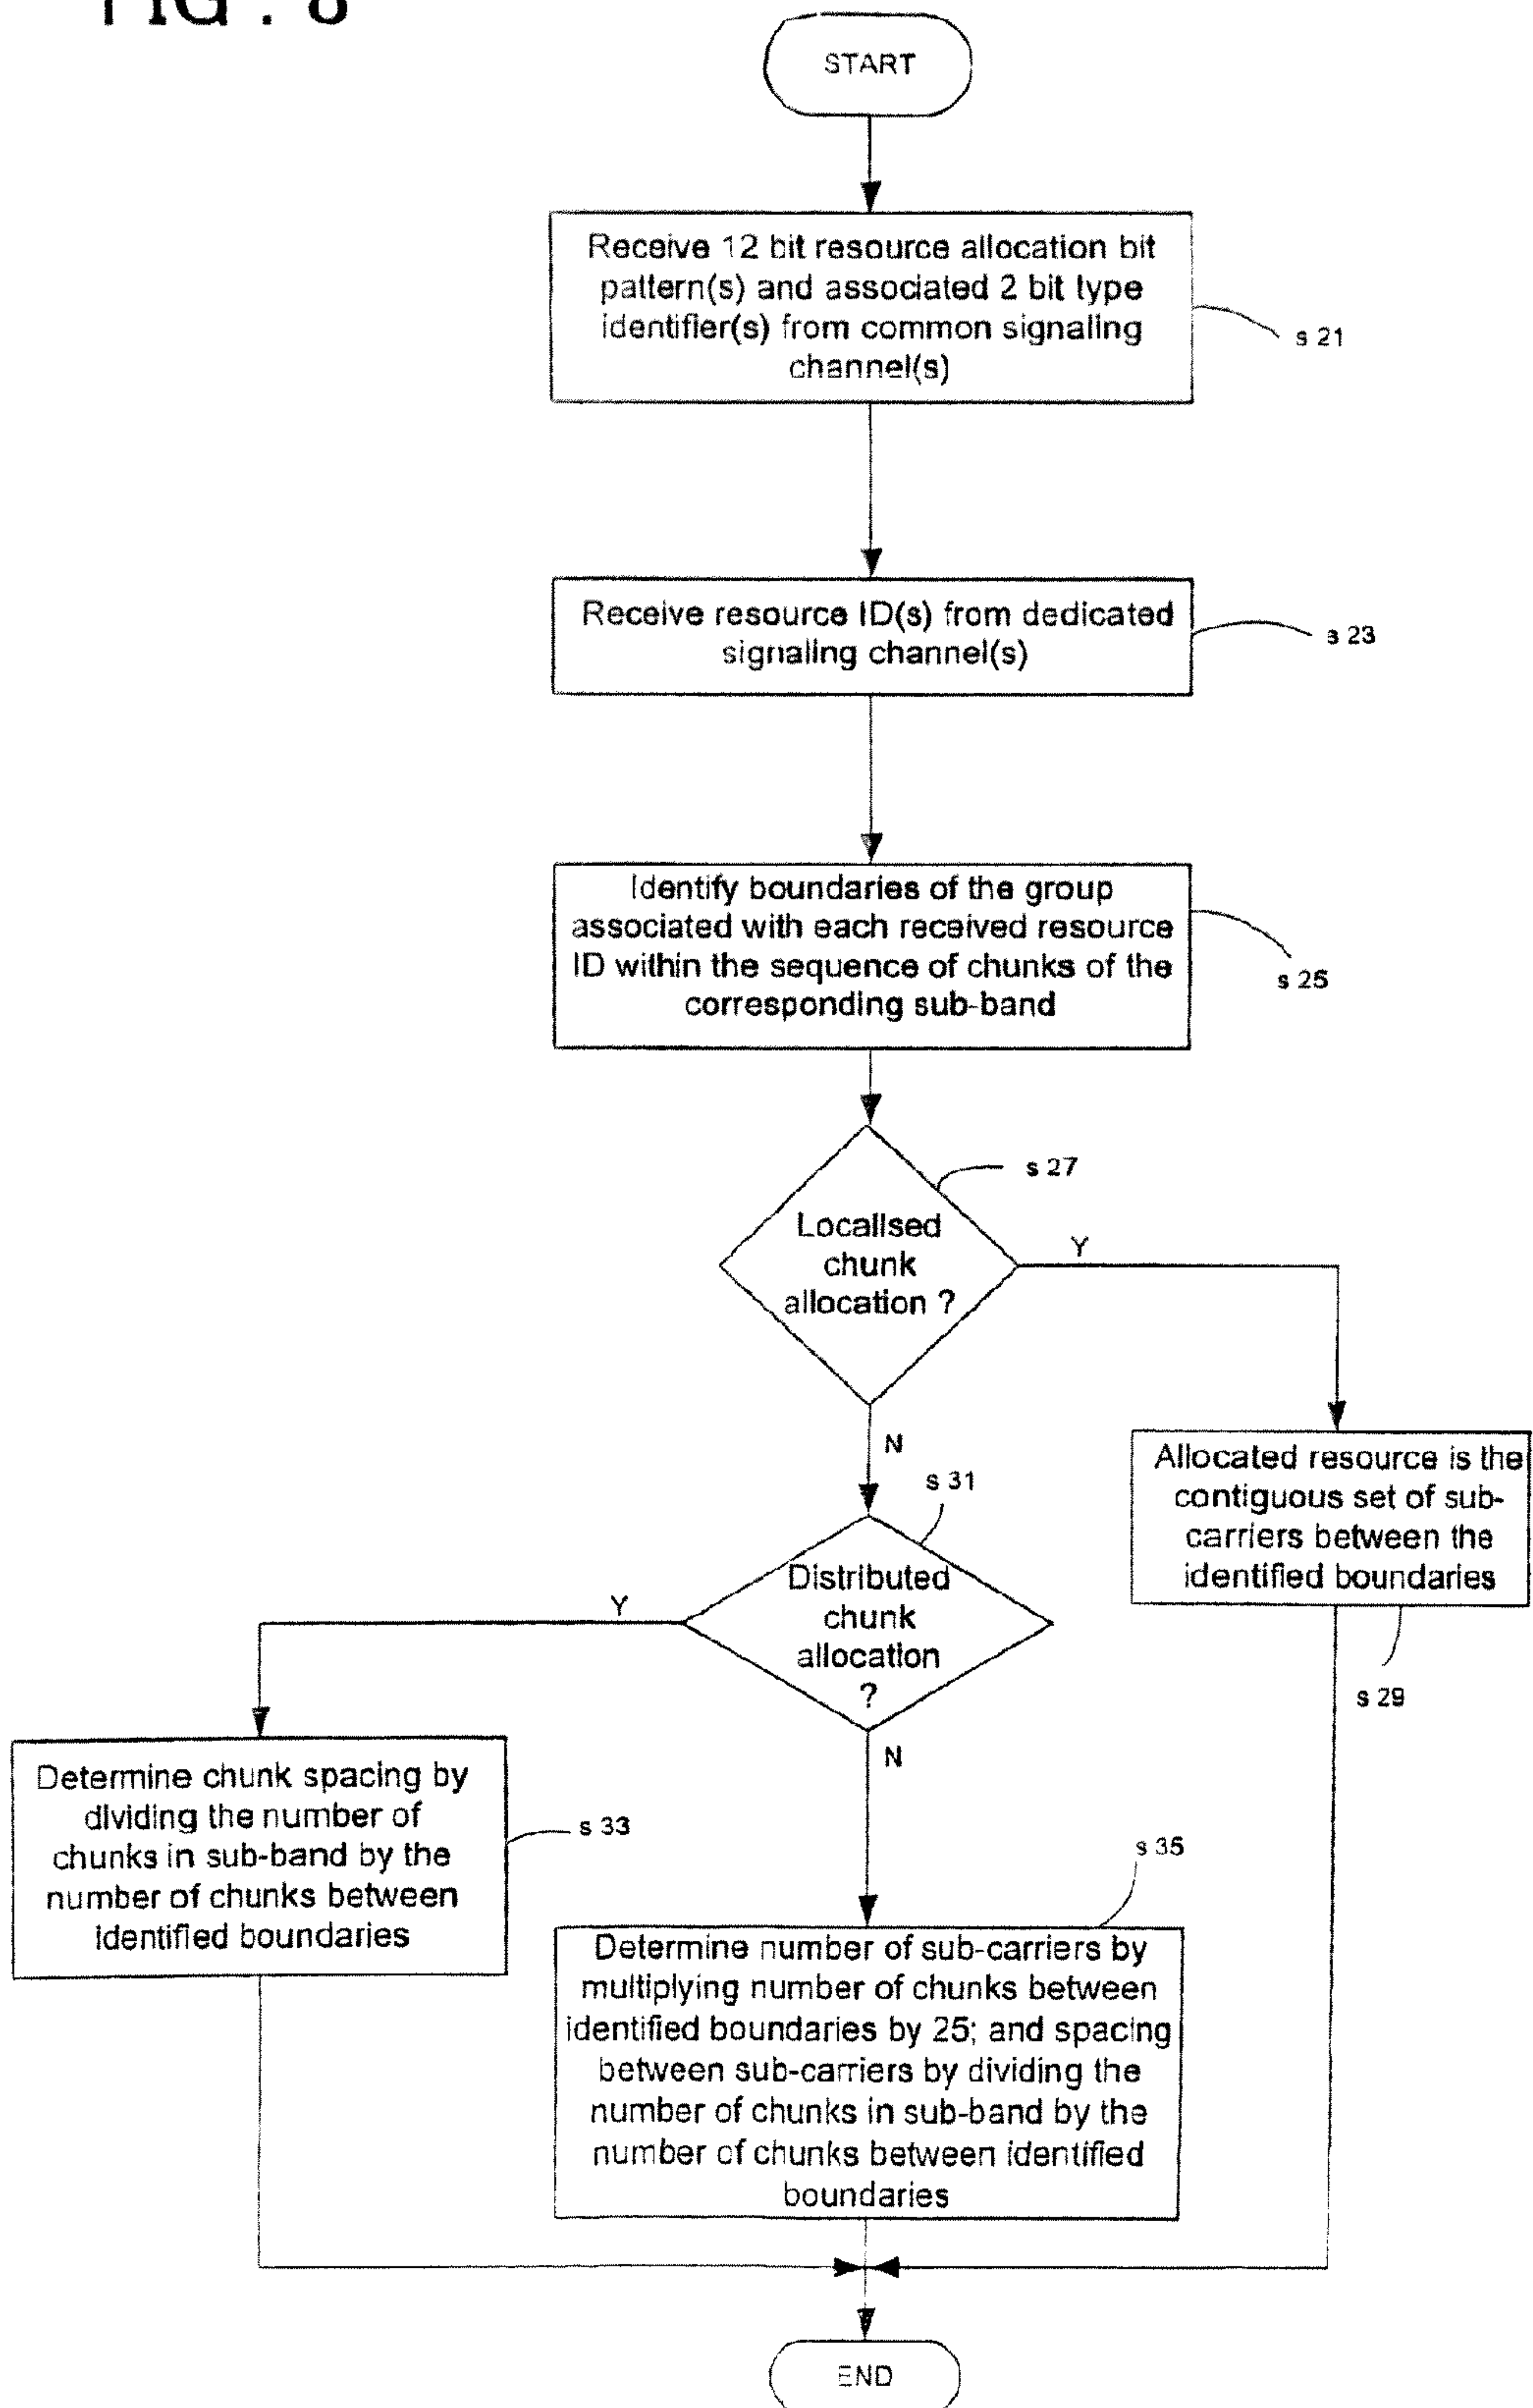 FIG. 8
START
Receive 12 bit resource allocation bit
pattern(s) and associated 2 bit type
identifier(s) from common signaling
channel(s)
s 21
Receive resource ID(s) from dedicated
signaling channel(s)
s 23
Identify boundaries of the group
associated with each received resource
ID within the sequence of chunks of the
corresponding sub-band
s 25
s 27
Localised
chunk
allocation ?
Y
N
Allocated resource is the
contiguous set of sub-
carriers between the
identified boundaries
s 29
s 31
Distributed
chunk
allocation
?
Y
N
Determine chunk spacing by
dividing the number of
chunks in sub-band by the
number of chunks between
identified boundaries
s 33
s 35
Determine number of sub-carriers by
multiplying number of chunks between
identified boundaries by 25; and spacing
between sub-carriers by dividing the
number of chunks in sub-band by the
number of chunks between identified
boundaries
END